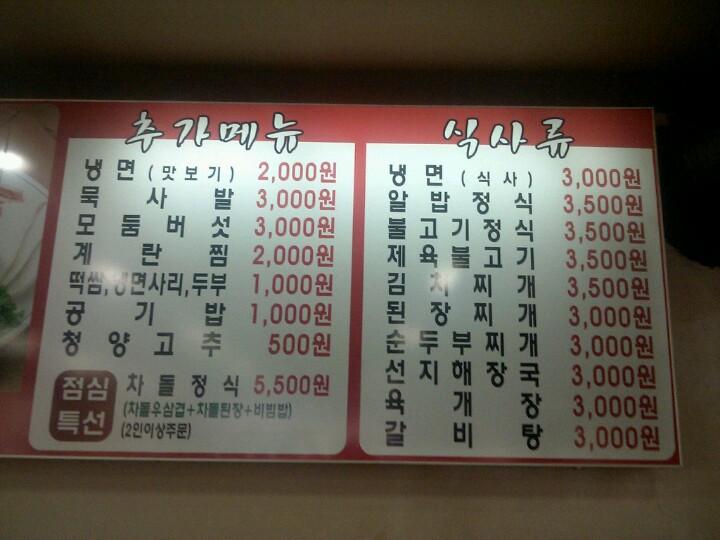 추가메뉴
냉면(맛보기) 2,000원
묵사발 3,000원
모둠버섯 3,000원
계란찜 2,000원
떡쌈,냉면사리,두부 1,000원
공기밥 1,000원
청양고추 500원
점심특선 차돌정식 5,500원
(차돌우삼겹+차돌된장+비빔밥)
(2인이상주문)
식사류
냉면(식사) 3,000원
알밥정식 3,500원
불고기정식 3,500원
제육불고기 3,500원
김치찌개 3,500원
된장찌개 3,000원
순두부찌개 3,000원
선지해장국 3,000원
육개장 3,000원
갈비탕 3,000원